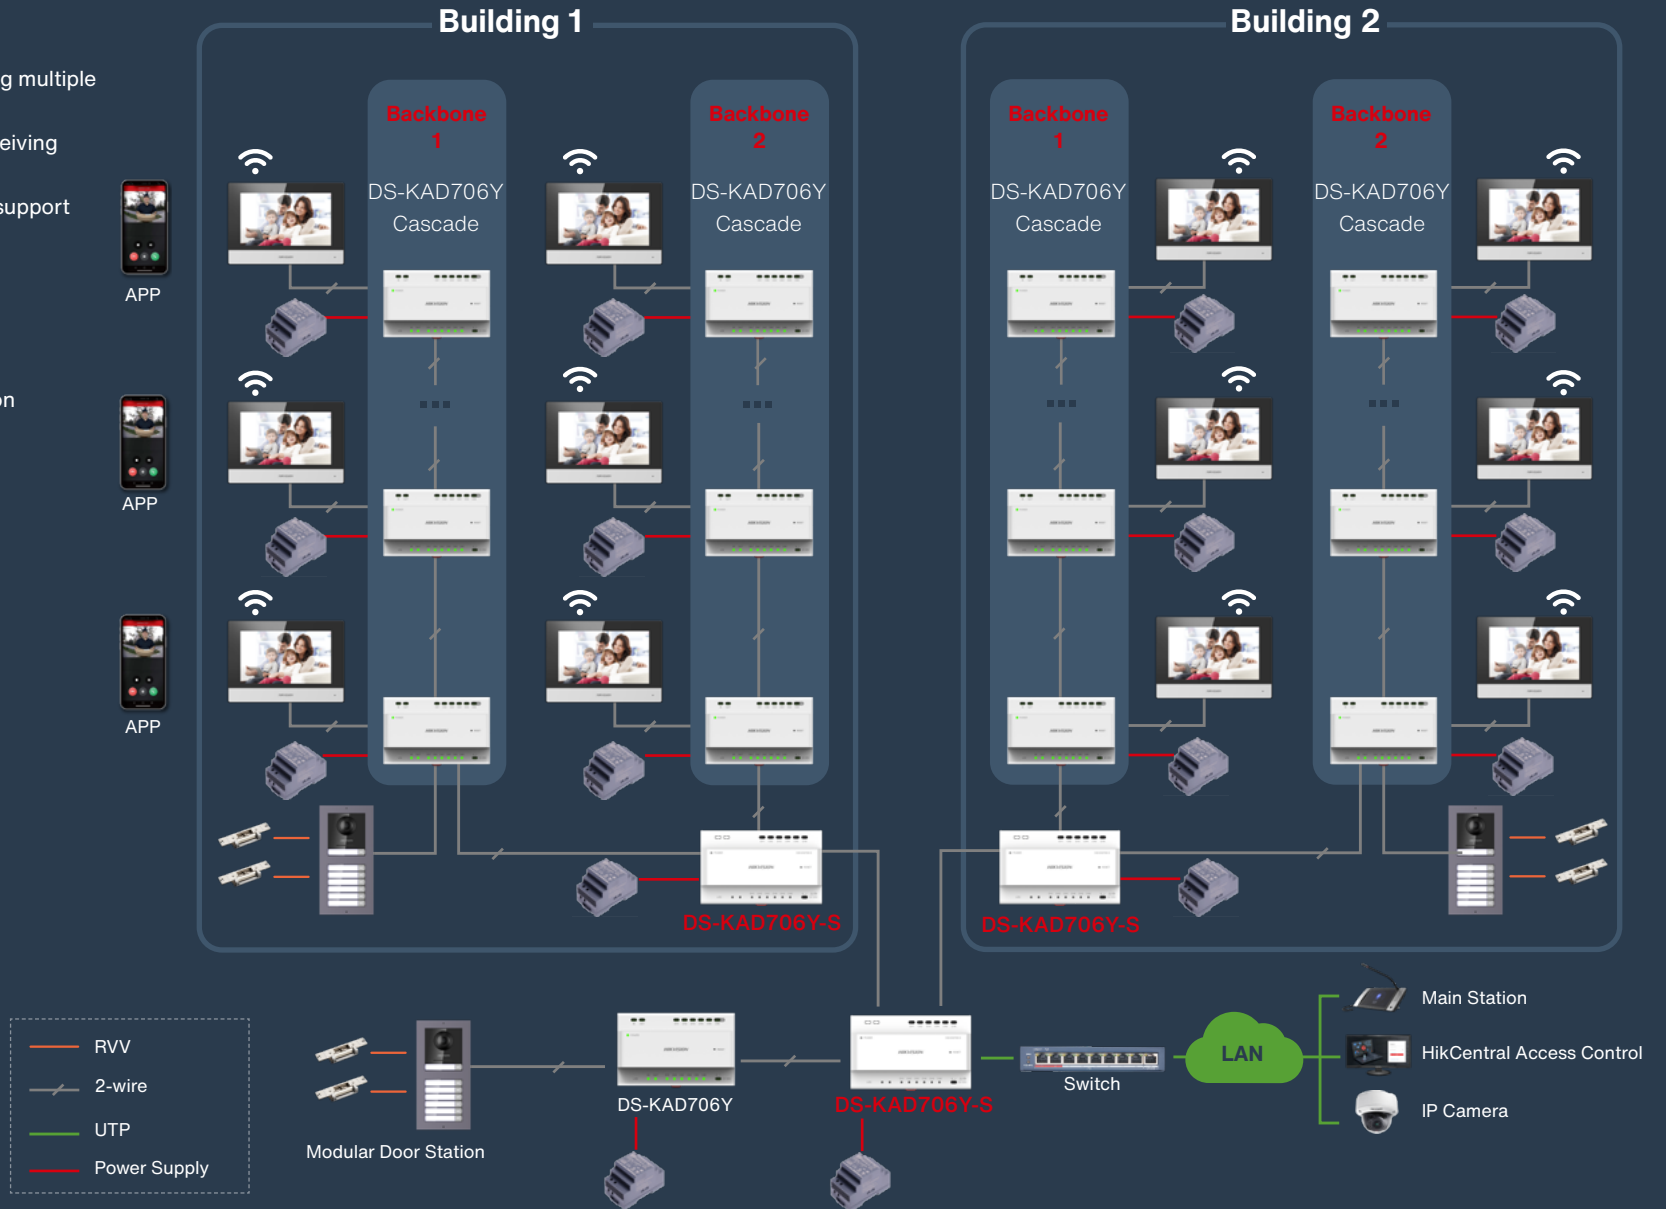 Building 1
Building 2
g multiple
eiving
support
on
Backbone
1
Backbone
2
Backbone
1
Backbone
2
DS-KAD706Y
Cascade
DS-KAD706Y
Cascade
DS-KAD706Y
Cascade
DS-KAD706Y
Cascade
APP
APP
APP
DS-KAD706Y-S
DS-KAD706Y-S
RVV
2-wire
UTP
Power Supply
Modular Door Station
DS-KAD706Y
DS-KAD706Y-S
Switch
LAN
Main Station
HikCentral Access Control
IP Camera